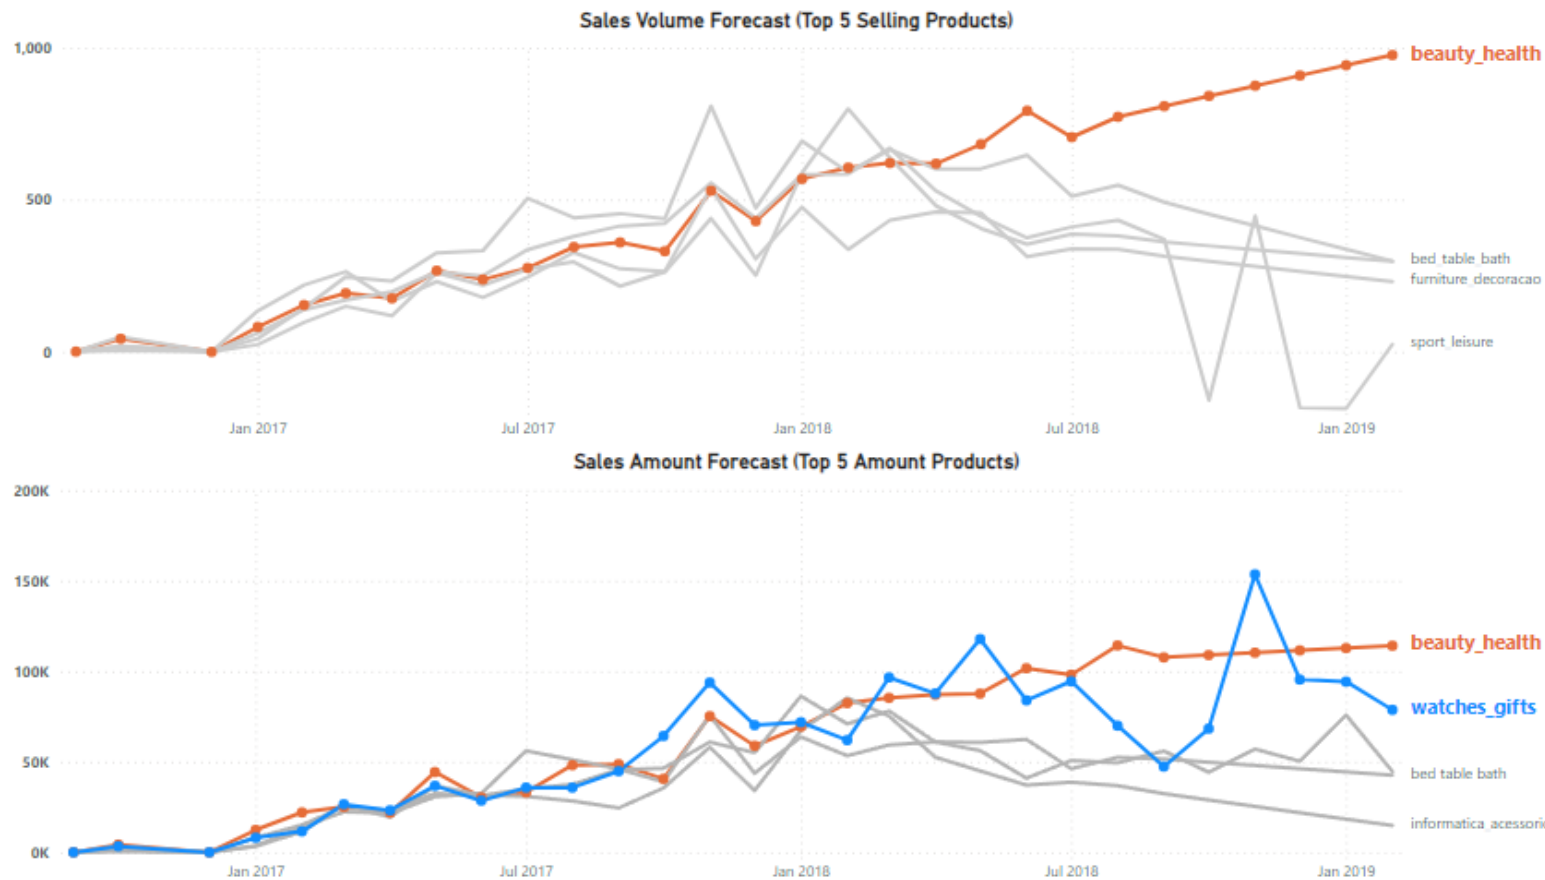 Sales Volume Forecast (Top 5 Selling Products)
1,000
beauty_health
500
bed_table_bath
furniture_decoracao
sport_leisure
0
Jan 2017 Jul 2017 Jan 2018 Jul 2018 Jan 2019
Sales Amount Forecast (Top 5 Amount Products)
200K
150K
beauty_health
100K
watches_gifts
50K
bed table bath
informatica_acessori
0K
Jan 2017 Jul 2017 Jan 2018 Jul 2018 Jan 2019